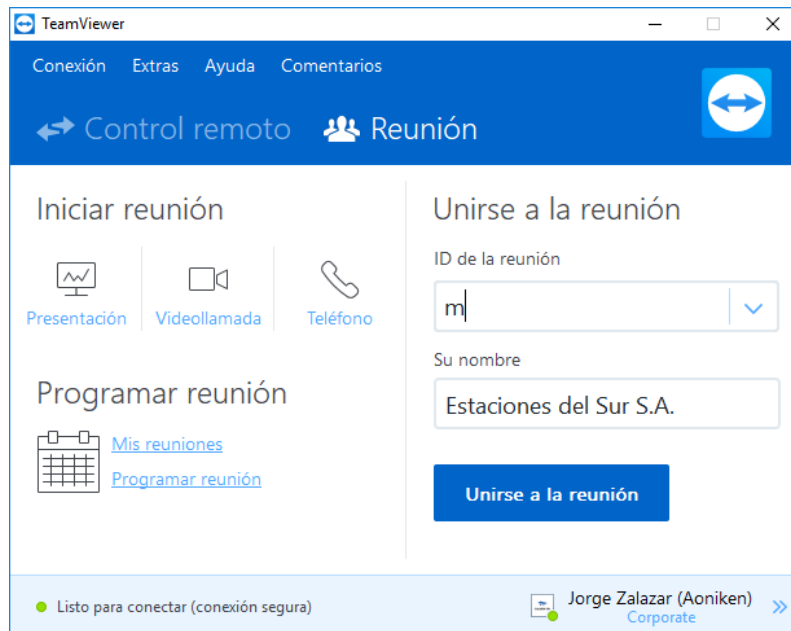 TeamViewer
Conexión Extras Ayuda Comentarios
Control remoto Reunión
Iniciar reunión
Presentación Videollamada Teléfono
Programar reunión
Mis reuniones
Programar reunión
Unirse a la reunión
ID de la reunión
m
Su nombre
Estaciones del Sur S.A.
Unirse a la reunión
Listo para conectar (conexión segura)
Jorge Zalazar (Aoniken)
Corporate